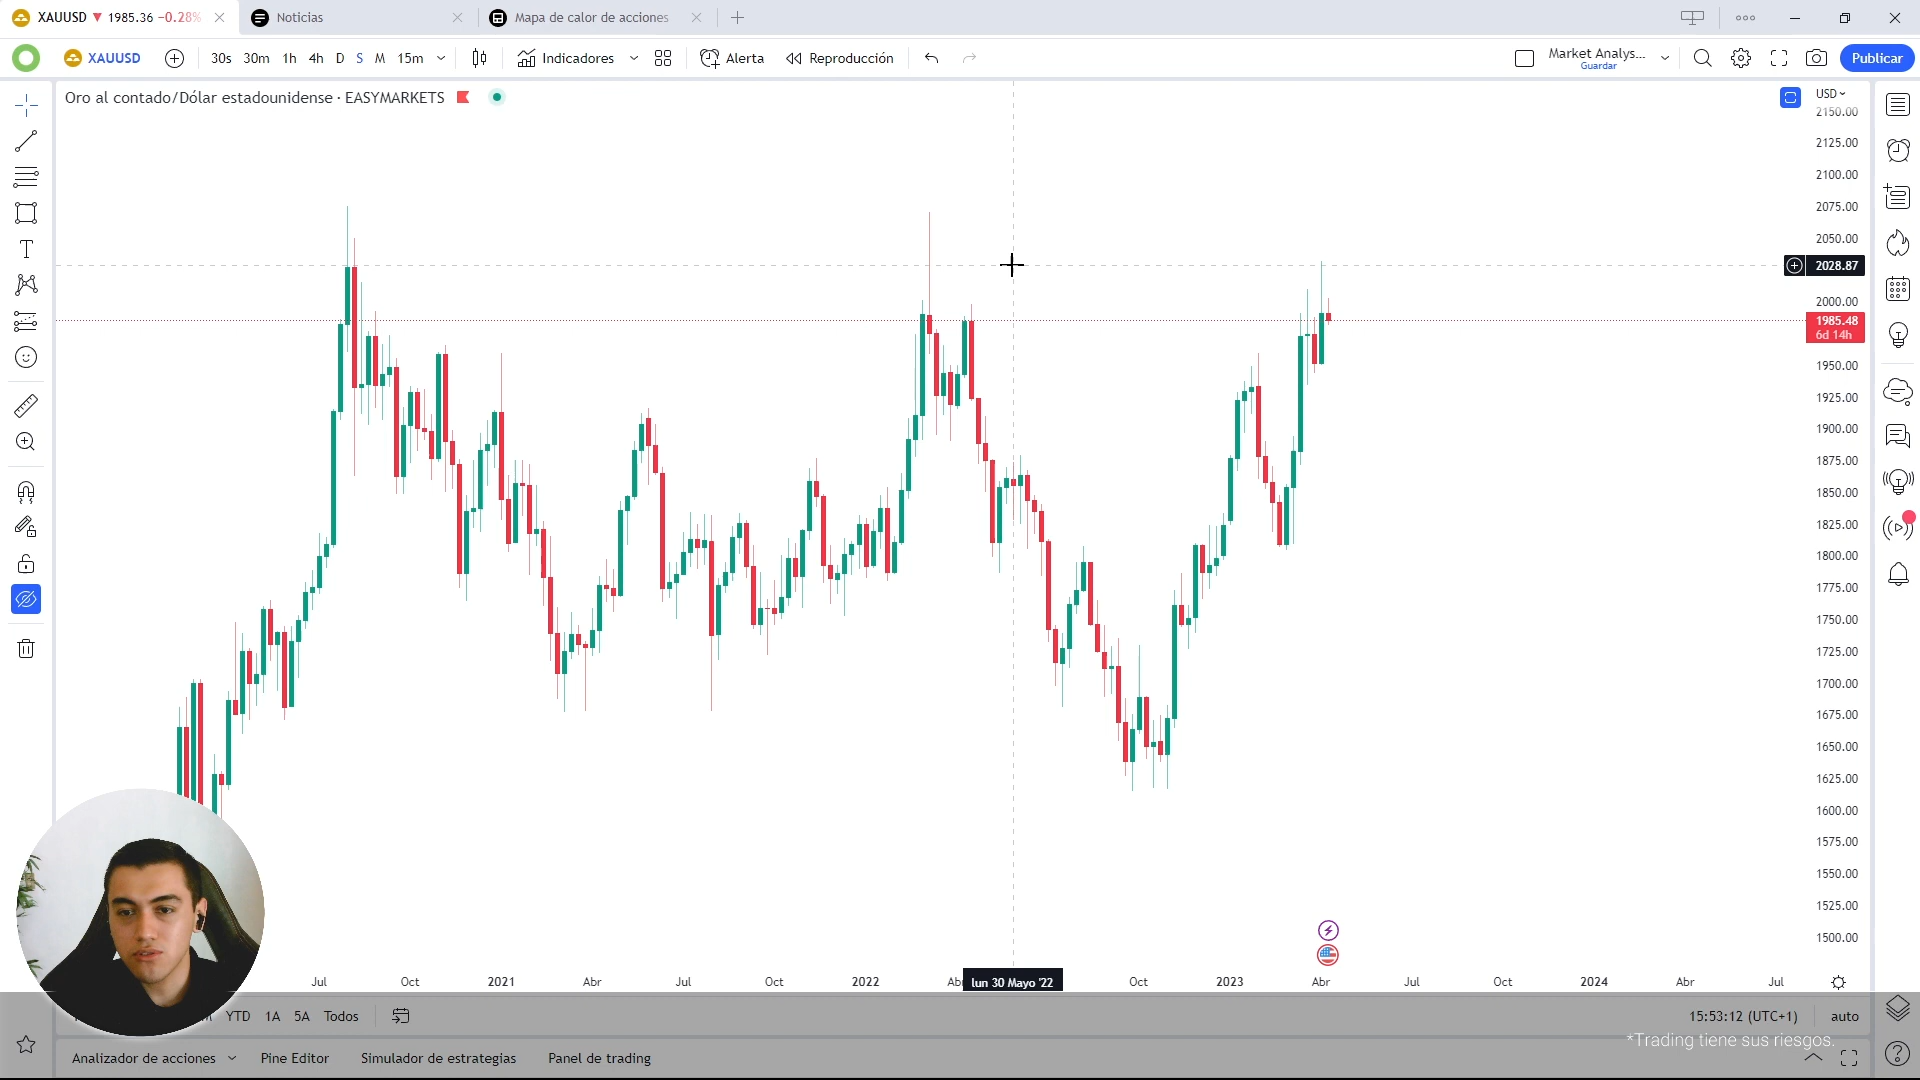 XAUUSD ▼ 1985.36 −0.28%
Noticias
Mapa de calor de acciones
XAUUSD
30s 30m 1h 4h D S M 15m
Indicadores
Alerta
Reproducción
Market Analys...
Guardar
Publicar
Oro al contado/Dólar estadounidense · EASYMARKETS
USD
2150.00
2125.00
2100.00
2075.00
2050.00
2028.87
2000.00
1985.48
6d 14h
1950.00
1925.00
1900.00
1875.00
1850.00
1825.00
1800.00
1775.00
1750.00
1725.00
1700.00
1675.00
1650.00
1625.00
1600.00
1575.00
1550.00
1525.00
1500.00
Jul Oct 2021 Abr Jul Oct 2022 lun 30 Mayo '22 Oct 2023 Abr Jul Oct 2024 Abr Jul
YTD 1A 5A Todos
15:53:12 (UTC+1) auto
*Trading tiene sus riesgos.
Analizador de acciones Pine Editor Simulador de estrategias Panel de trading